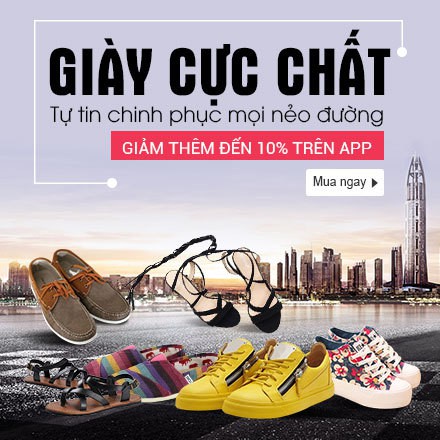 GIÀY CỰC CHẤT
Tự tin chinh phục mọi nẻo đường
GIẢM THÊM ĐẾN 10% TRÊN APP
Mua ngay